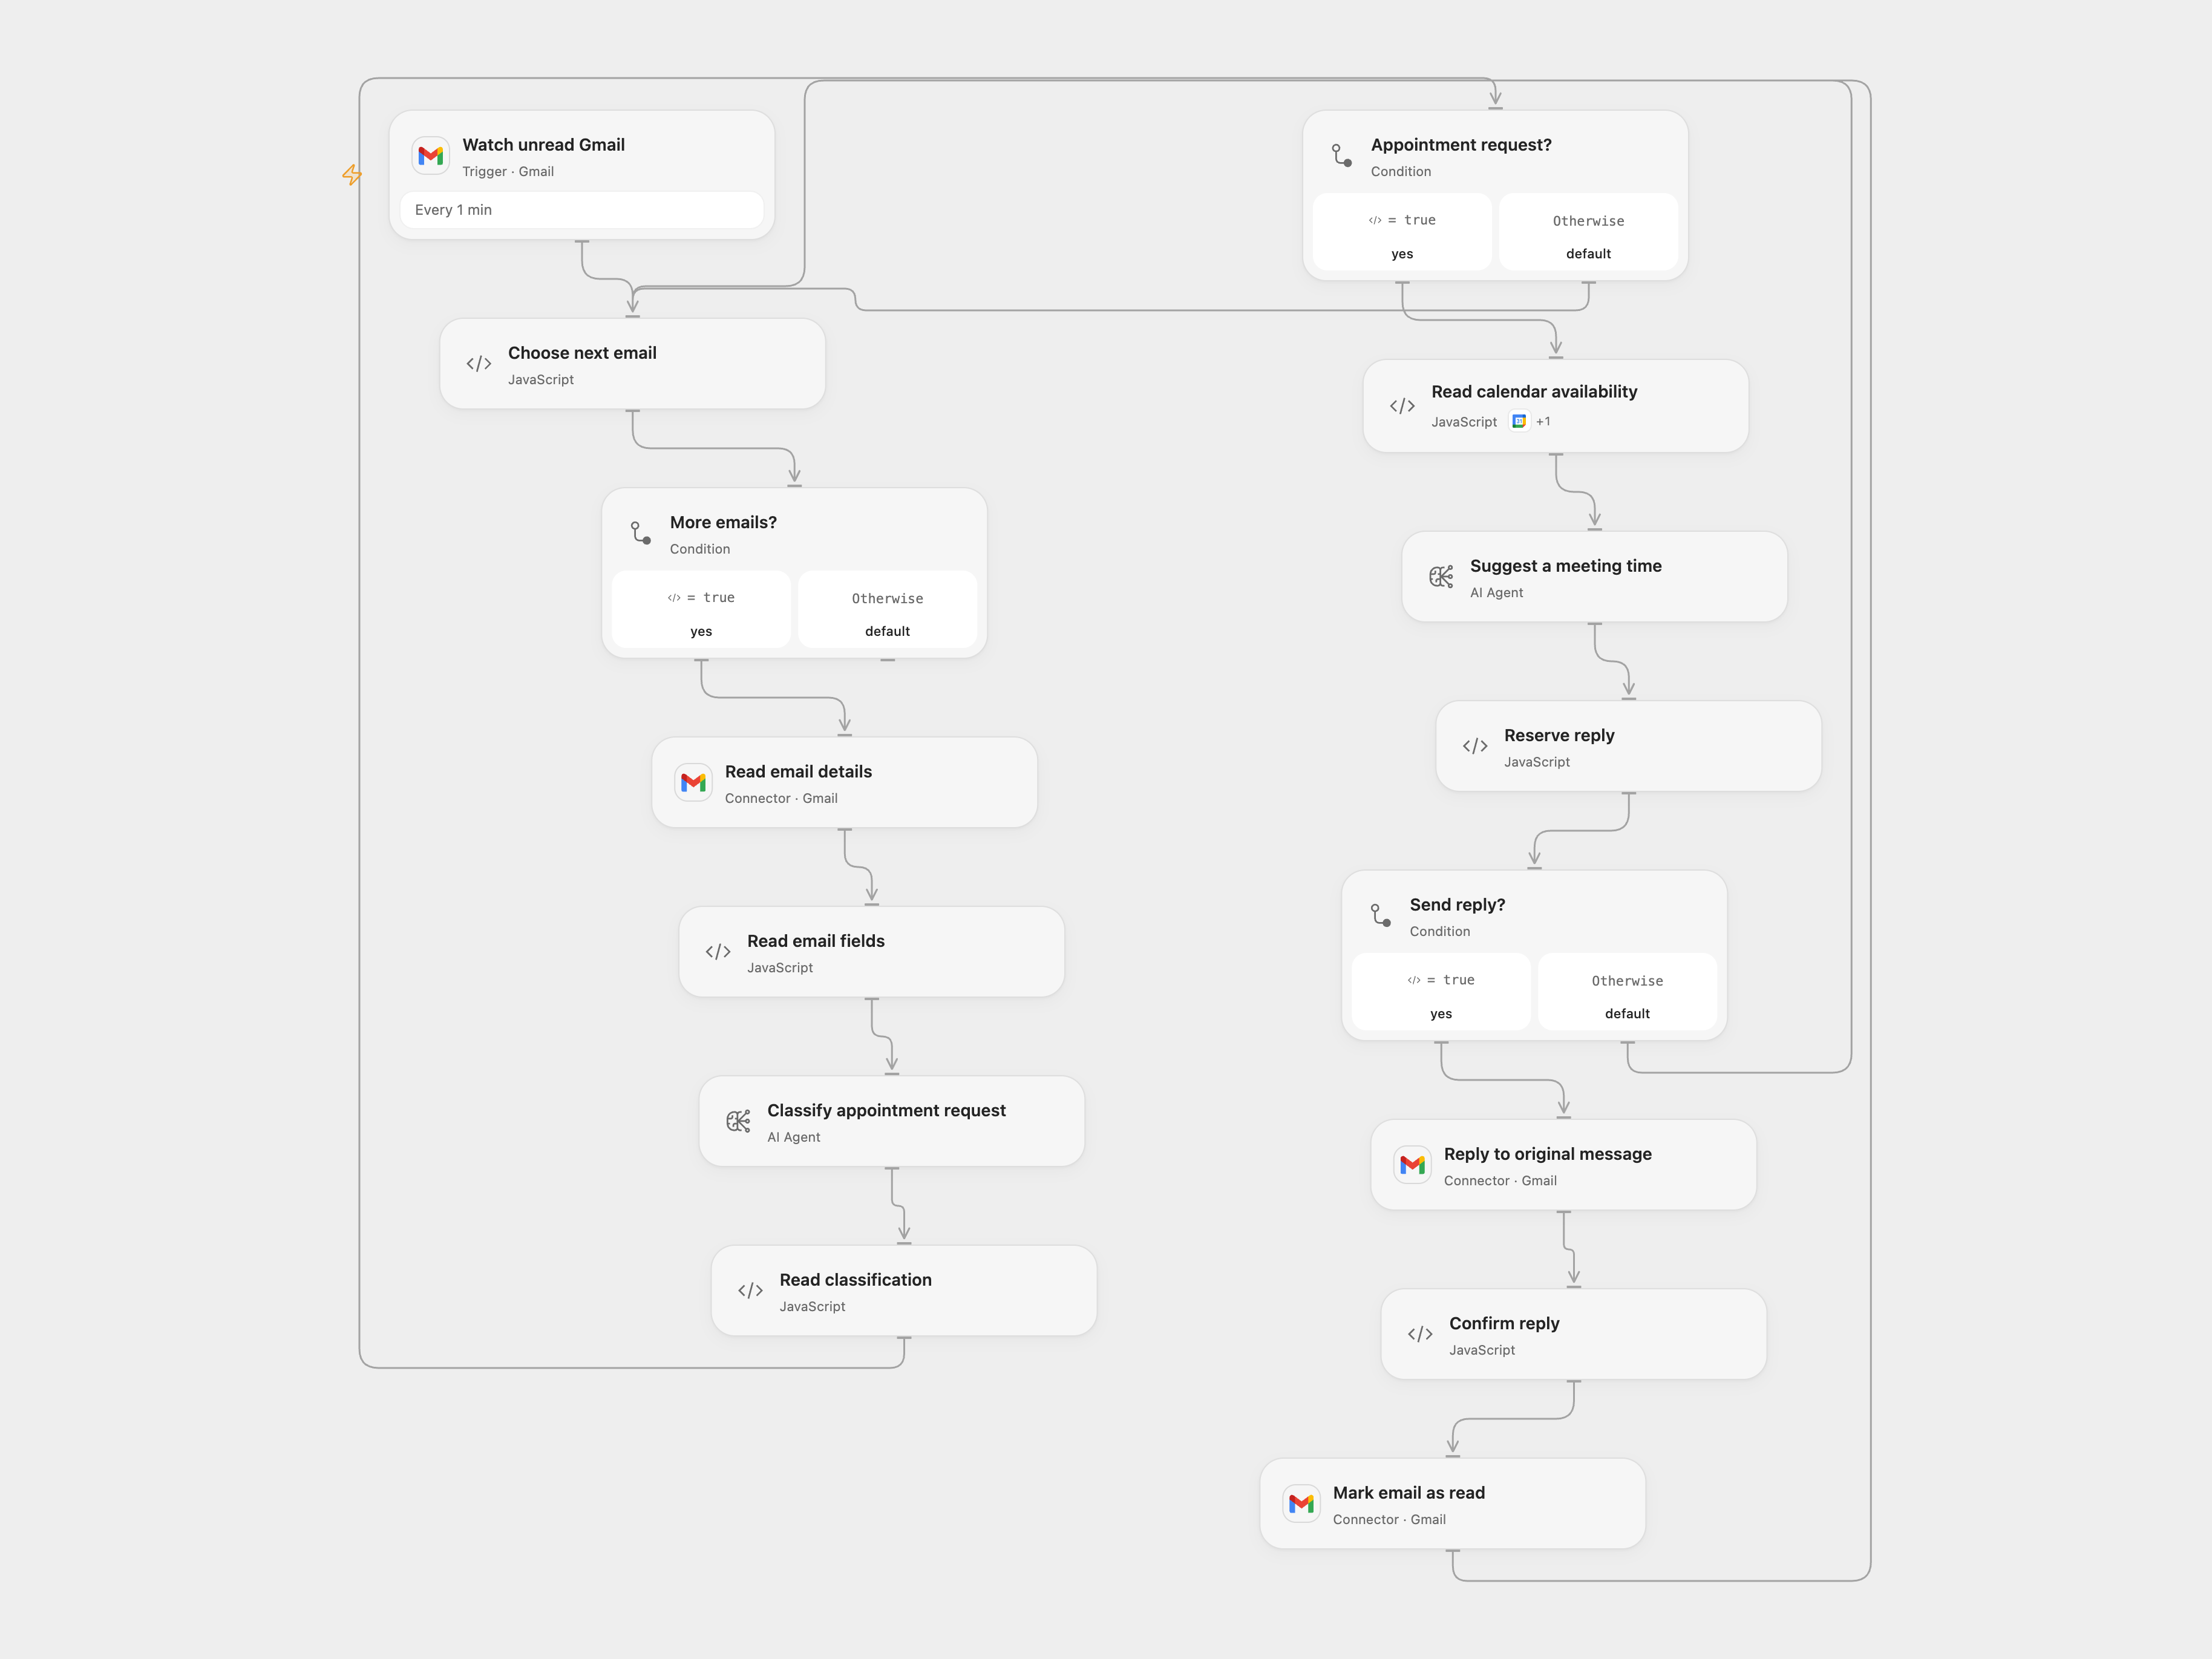 Watch unread Gmail
Trigger · Gmail
Every 1 min
Choose next email
JavaScript
More emails?
Condition
</> = true
Otherwise
yes
default
Read email details
Connector · Gmail
Read email fields
JavaScript
Classify appointment request
AI Agent
Read classification
JavaScript
Appointment request?
Condition
</> = true
Otherwise
yes
default
Read calendar availability
JavaScript +1
Suggest a meeting time
AI Agent
Reserve reply
JavaScript
Send reply?
Condition
</> = true
Otherwise
yes
default
Reply to original message
Connector · Gmail
Confirm reply
JavaScript
Mark email as read
Connector · Gmail